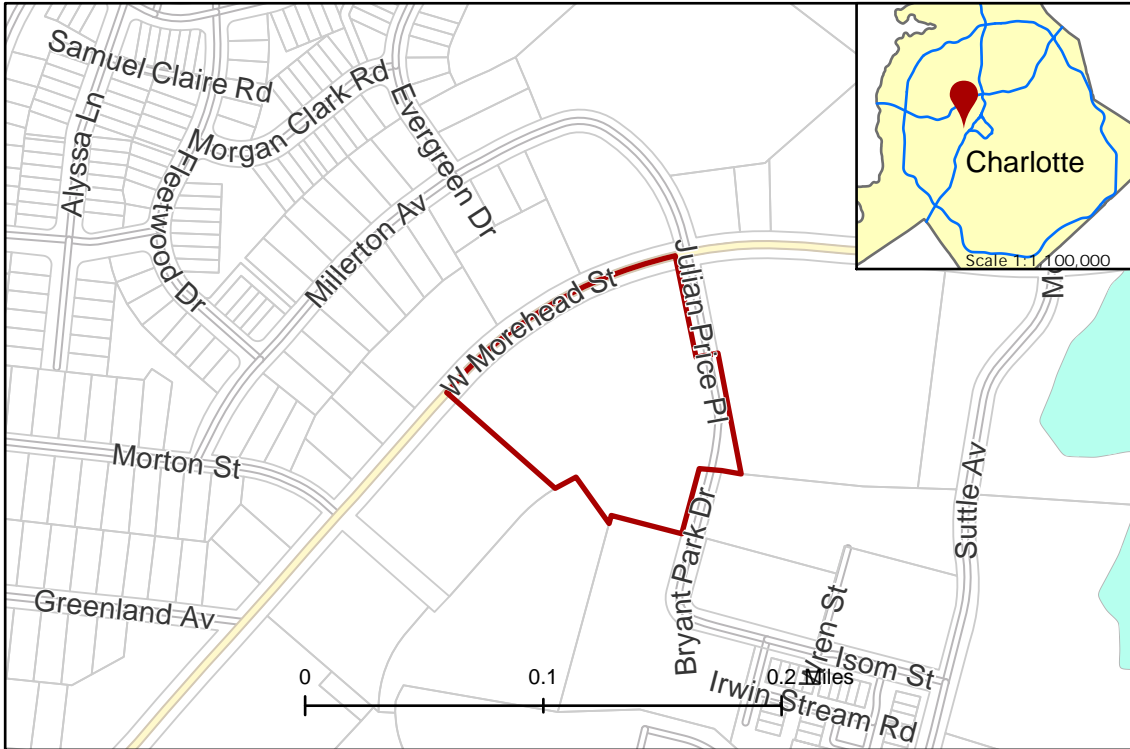 Samuel Claire Rd
Alyssa Ln
Morgan Clark Rd
Fleetwood Dr
Evergreen Dr
Millerton Av
Charlotte
Scale 1:1,100,000
W Morehead St
Julian Price Pl
Morton St
Suttle Av
Bryant Park Dr
Greenland Av
Wren St
Isom St
Irwin Stream Rd
0
0.1
0.2 Miles